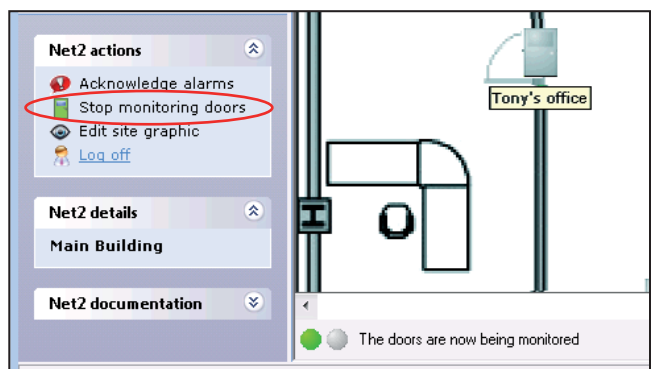 Net2 actions
Acknowledge alarms
Stop monitoring doors
Edit site graphic
Log off
Net2 details
Main Building
Net2 documentation
Tony's office
The doors are now being monitored